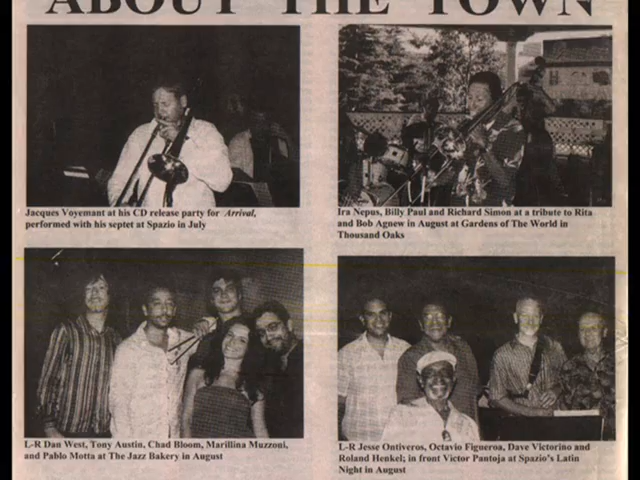 ABOUT THE TOWN
Jacques Voyemant at his CD release party for Arrival,
performed with his septet at Spazio in July
Ira Nepus, Billy Paul and Richard Simon at a tribute to Rita
and Bob Agnew in August at Gardens of The World in
Thousand Oaks
L-R Dan West, Tony Austin, Chad Bloom, Marillina Muzzoni,
and Pablo Motta at The Jazz Bakery in August
L-R Jesse Ontiveros, Octavio Figueroa, Dave Victorino and
Roland Henkel; in front Victor Pantoja at Spazio's Latin
Night in August